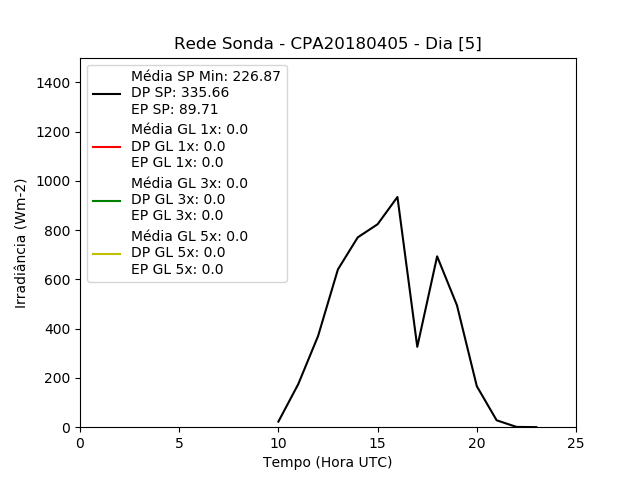 Rede Sonda - CPA20180405 - Dia [5]
Média SP Min: 226.87
DP SP: 335.66
EP SP: 89.71
Média GL 1x: 0.0
DP GL 1x: 0.0
EP GL 1x: 0.0
Média GL 3x: 0.0
DP GL 3x: 0.0
EP GL 3x: 0.0
Média GL 5x: 0.0
DP GL 5x: 0.0
EP GL 5x: 0.0
Irradiância (Wm-2)
1400
1200
1000
800
600
400
200
0
0 5 10 15 20 25
Tempo (Hora UTC)